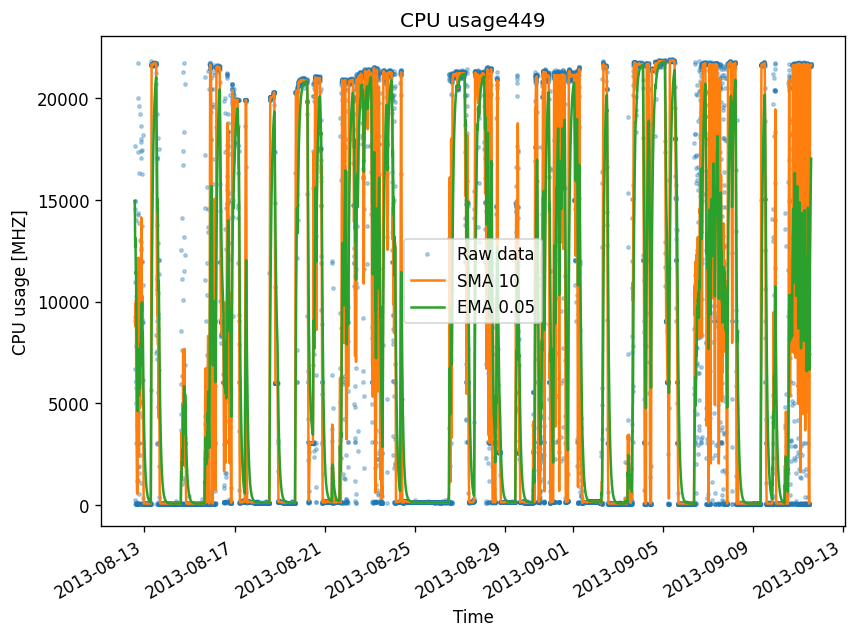 CPU usage449
CPU usage [MHZ]
20000
15000
10000
5000
0
Raw data
SMA 10
EMA 0.05
2013-08-13
2013-08-17
2013-08-21
2013-08-25
2013-08-29
2013-09-01
2013-09-05
2013-09-09
2013-09-13
Time